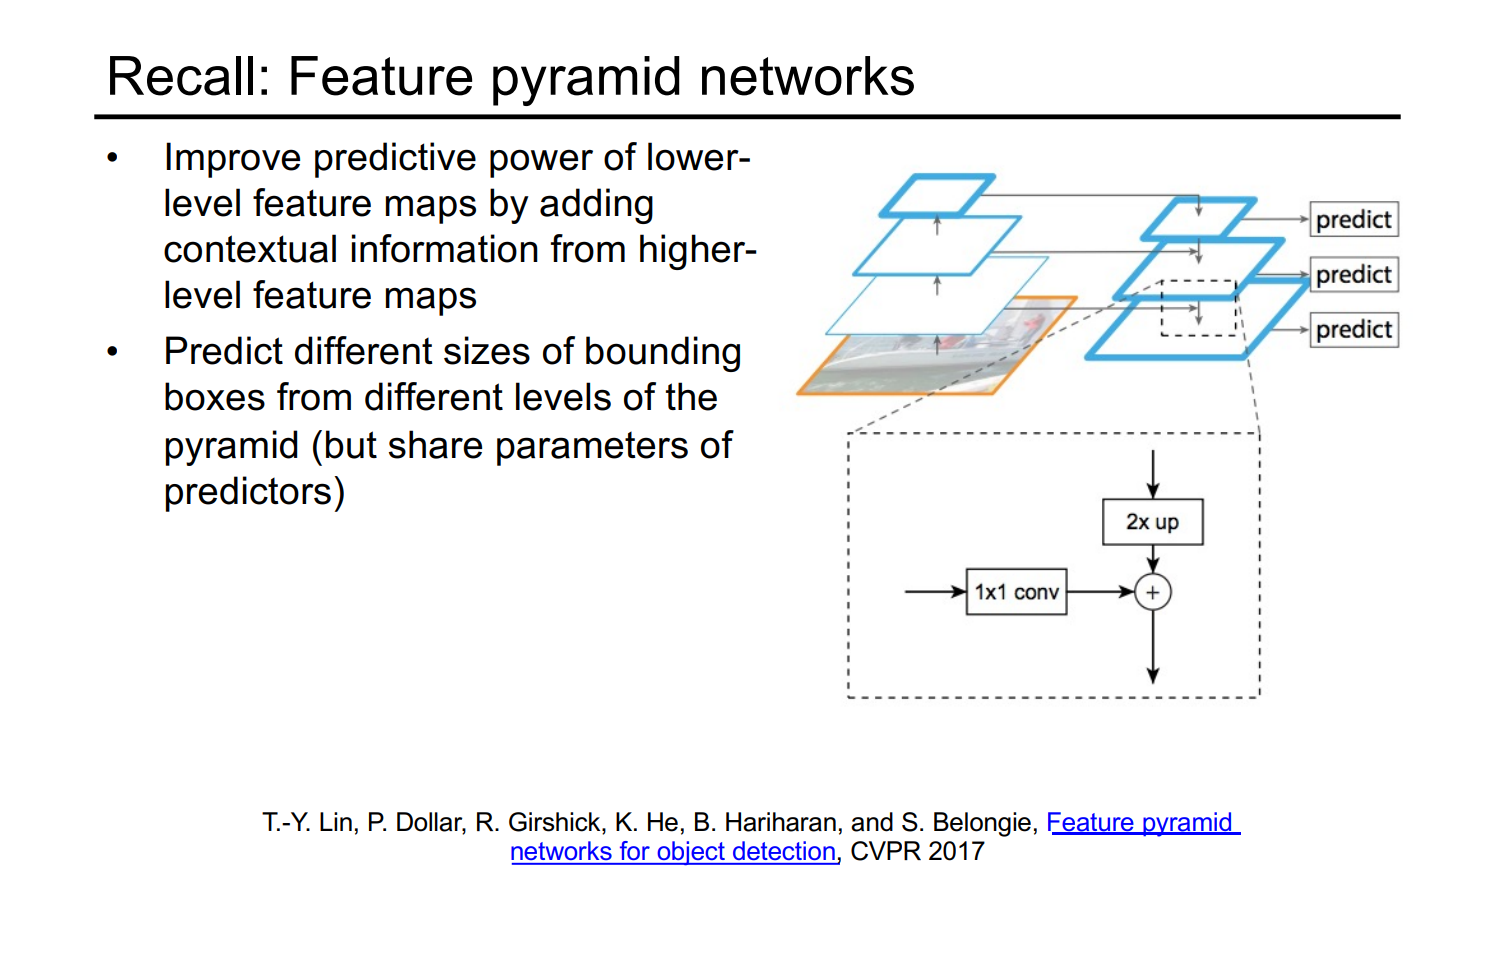 Recall: Feature pyramid networks
• Improve predictive power of lower-
level feature maps by adding
contextual information from higher-
level feature maps
• Predict different sizes of bounding
boxes from different levels of the
pyramid (but share parameters of
predictors)
predict
predict
predict
2x up
1x1 conv
+
T.-Y. Lin, P. Dollar, R. Girshick, K. He, B. Hariharan, and S. Belongie, Feature pyramid
networks for object detection, CVPR 2017